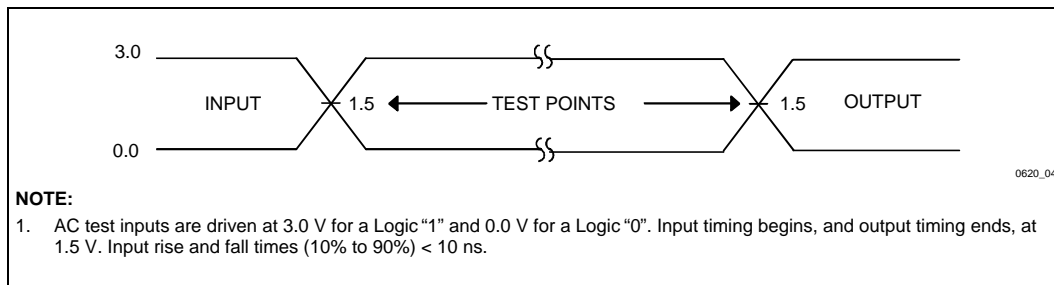 3.0
INPUT 1.5 TEST POINTS 1.5 OUTPUT
0.0
0620_04
NOTE:
1. AC test inputs are driven at 3.0 V for a Logic “1” and 0.0 V for a Logic “0”. Input timing begins, and output timing ends, at
1.5 V. Input rise and fall times (10% to 90%) < 10 ns.